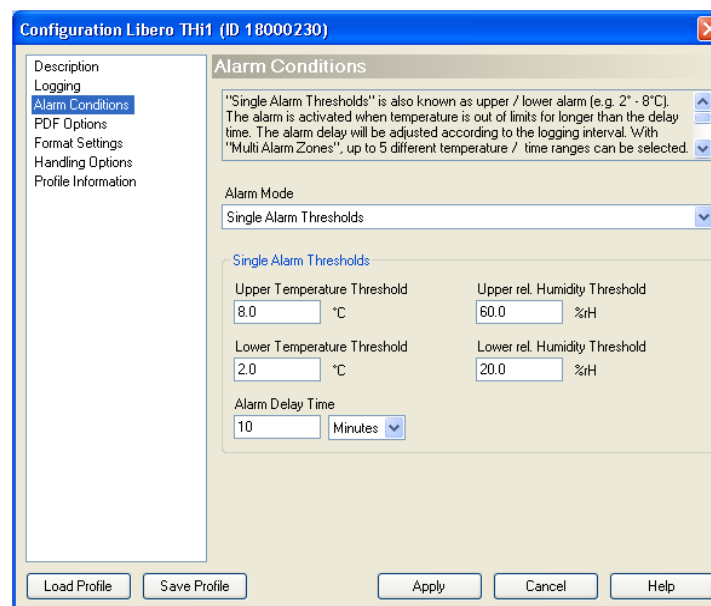 Configuration Libero THi1 (ID 18000230)
Description
Logging
Alarm Conditions
PDF Options
Format Settings
Handling Options
Profile Information
Alarm Conditions
"Single Alarm Thresholds" is also known as upper / lower alarm (e.g. 2° - 8°C).
The alarm is activated when temperature is out of limits for longer than the delay
time. The alarm delay will be adjusted according to the logging interval. With
"Multi Alarm Zones", up to 5 different temperature / time ranges can be selected.
Alarm Mode
Single Alarm Thresholds
Single Alarm Thresholds
Upper Temperature Threshold
8.0 °C
Upper rel. Humidity Threshold
60.0 %rH
Lower Temperature Threshold
2.0 °C
Lower rel. Humidity Threshold
20.0 %rH
Alarm Delay Time
10 Minutes
Load Profile Save Profile Apply Cancel Help